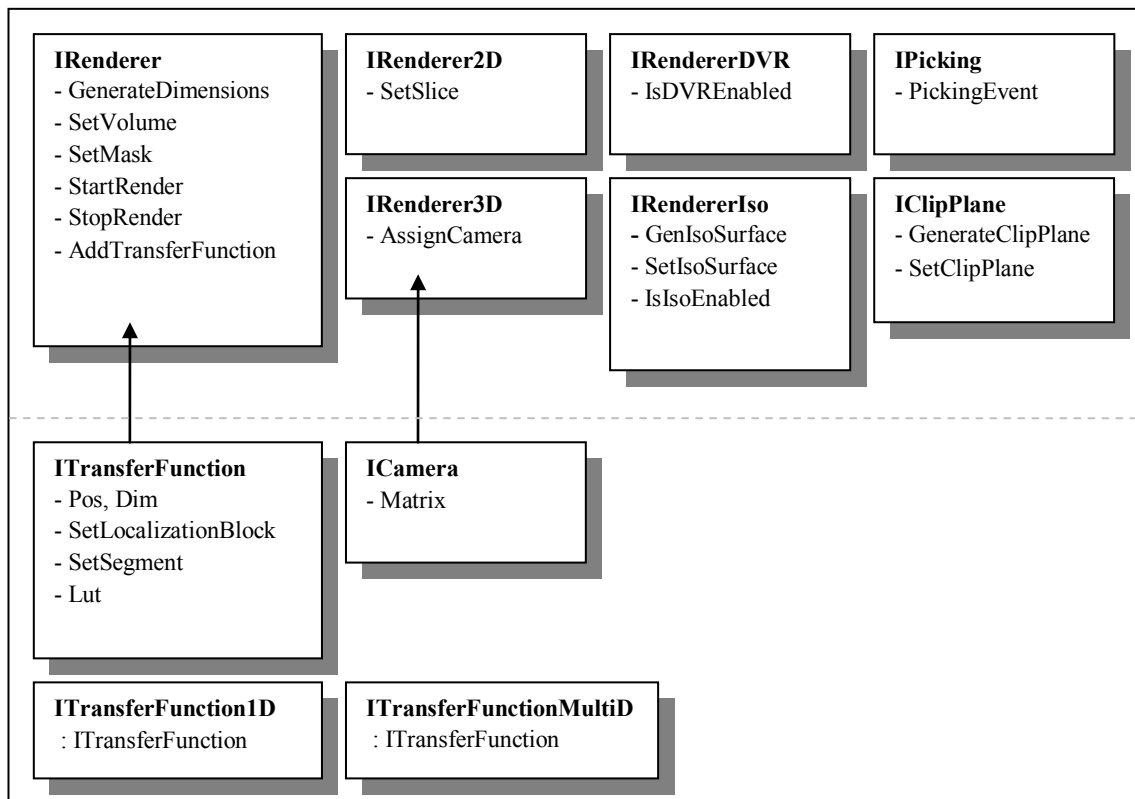 IRenderer
- GenerateDimensions
- SetVolume
- SetMask
- StartRender
- StopRender
- AddTransferFunction
IRenderer2D
- SetSlice
IRendererDVR
- IsDVREnabled
IPicking
- PickingEvent
IRenderer3D
- AssignCamera
IRendererIso
- GenIsoSurface
- SetIsoSurface
- IsIsoEnabled
IClipPlane
- GenerateClipPlane
- SetClipPlane
ITransferFunction
- Pos, Dim
- SetLocalizationBlock
- SetSegment
- Lut
ICamera
- Matrix
ITransferFunction1D
: ITransferFunction
ITransferFunctionMultiD
: ITransferFunction